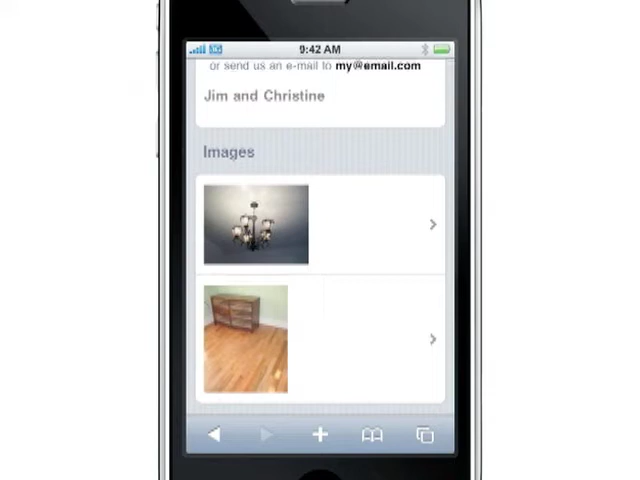 9:42 AM
or send us an e-mail to my@email.com
Jim and Christine
Images